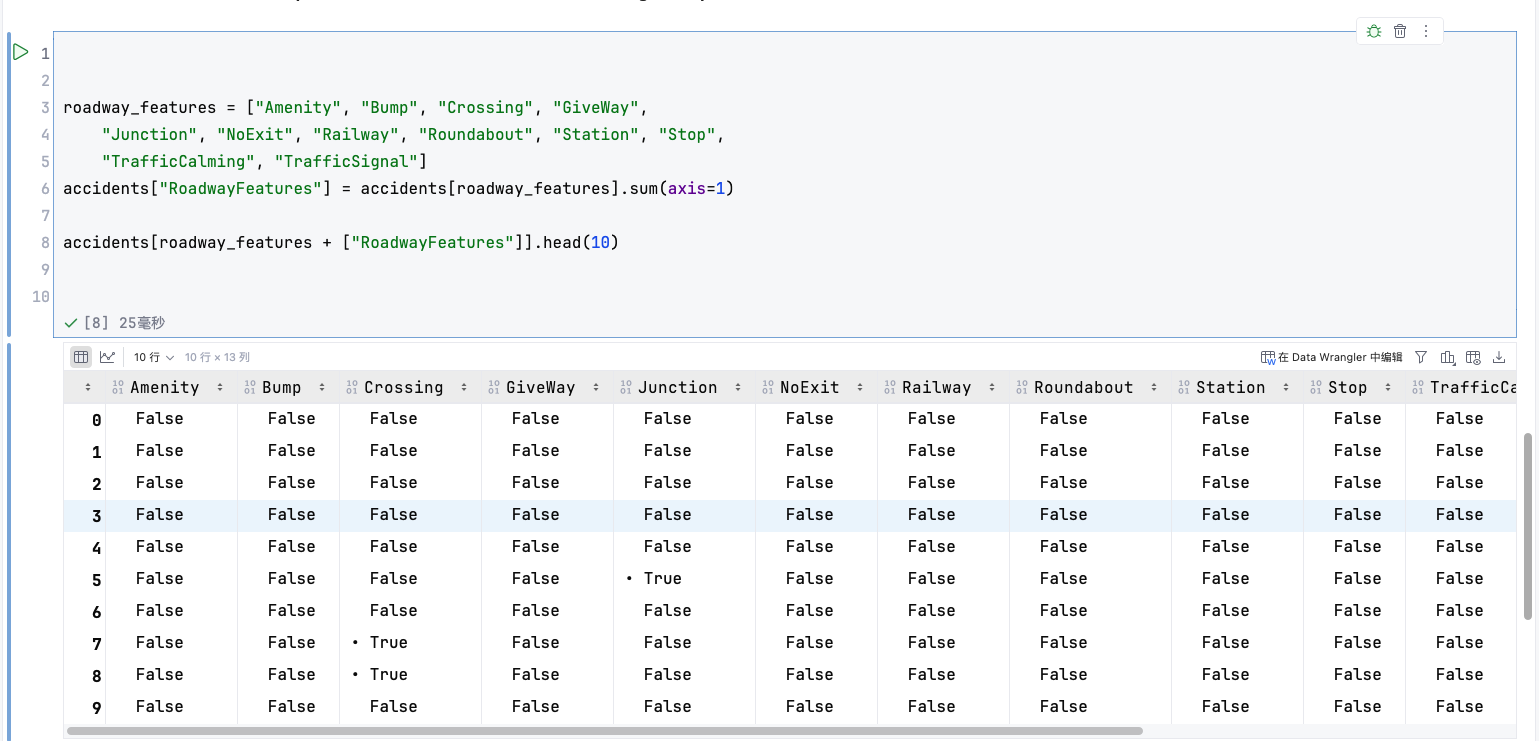 1
2
3 roadway_features = ["Amenity", "Bump", "Crossing", "GiveWay",
4 "Junction", "NoExit", "Railway", "Roundabout", "Station", "Stop",
5 "TrafficCalming", "TrafficSignal"]
6 accidents["RoadwayFeatures"] = accidents[roadway_features].sum(axis=1)
7
8 accidents[roadway_features + ["RoadwayFeatures"]].head(10)
9
10
[8] 25毫秒
10 行 10 行 × 13 列 在 Data Wrangler 中编辑
Amenity Bump Crossing GiveWay Junction NoExit Railway Roundabout Station Stop TrafficCa
0 False False False False False False False False False False False
1 False False False False False False False False False False False
2 False False False False False False False False False False False
3 False False False False False False False False False False False
4 False False False False False False False False False False False
5 False False False False • True False False False False False False
6 False False False False False False False False False False False
7 False False • True False False False False False False False False
8 False False • True False False False False False False False False
9 False False False False False False False False False False False